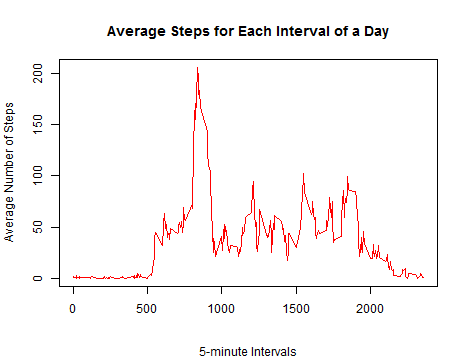 Average Steps for Each Interval of a Day
Average Number of Steps
200
150
100
50
0
0 500 1000 1500 2000
5-minute Intervals